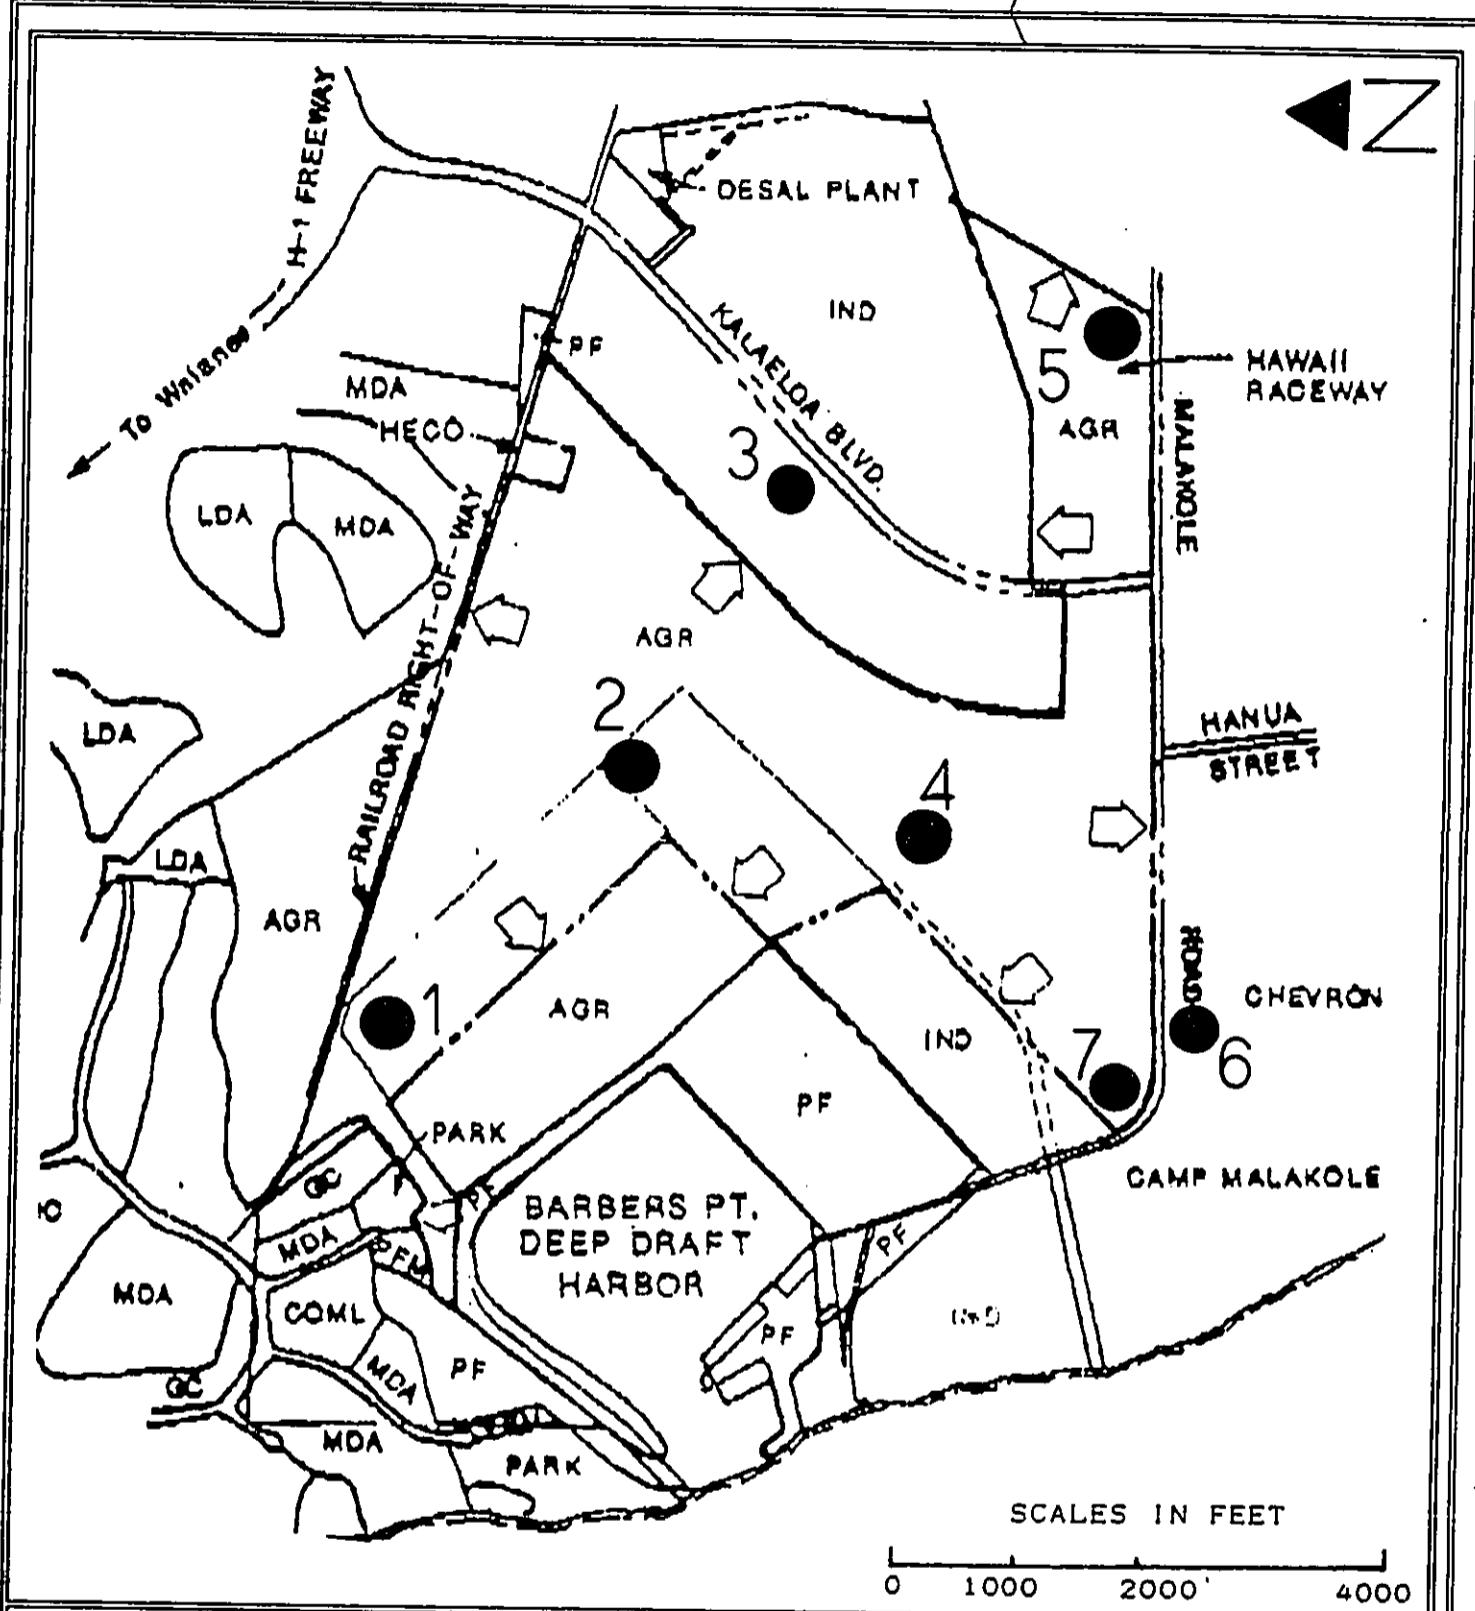 N
H-1 FREEWAY
DESAL PLANT
IND
KALAELOA BLVD.
PF
MDA
To Waianae
HECO
5
HAWAII
RACEWAY
AGR
MALAKOLE
3
LDA
MDA
RAILROAD RIGHT-OF-WAY
AGR
2
LDA
HANUA
STREET
4
LDA
AGR
1
AGR
ROAD
CHEVRON
IND
7
6
PF
PARK
GC
PF
CAMP MALAKOLE
BARBERS PT.
DEEP DRAFT
HARBOR
MDA
PFM
PF
MDA
COML
IND
PF
MDA
PF
GC
MDA
PARK
SCALES IN FEET
0 1000 2000' 4000